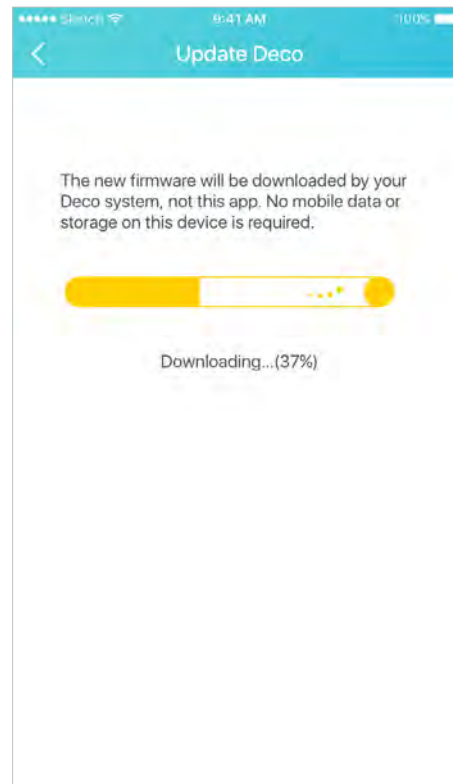 Sketch 9:41 AM 100%
Update Deco
The new firmware will be downloaded by your
Deco system, not this app. No mobile data or
storage on this device is required.
Downloading...(37%)